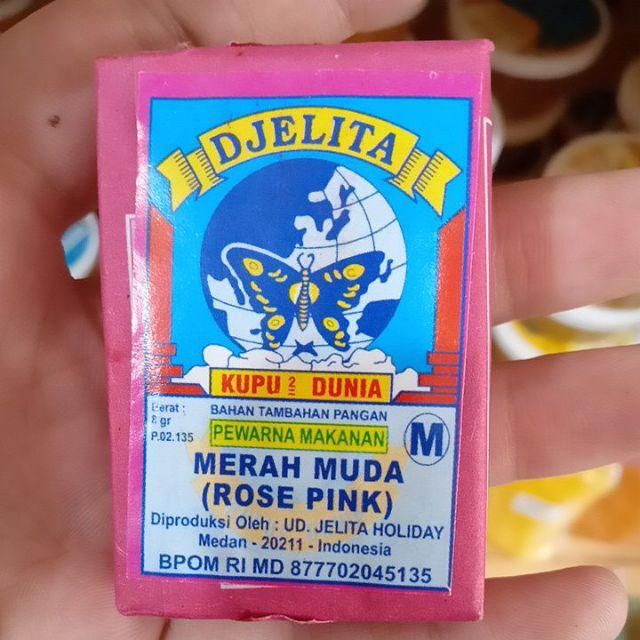 DJELITA
KUPU 2 DUNIA
Berat :
8 gr
P.02.135
BAHAN TAMBAHAN PANGAN
PEWARNA MAKANAN
M
MERAH MUDA
(ROSE PINK)
Diproduksi Oleh : UD. JELITA HOLIDAY
Medan - 20211 - Indonesia
BPOM RI MD 877702045135